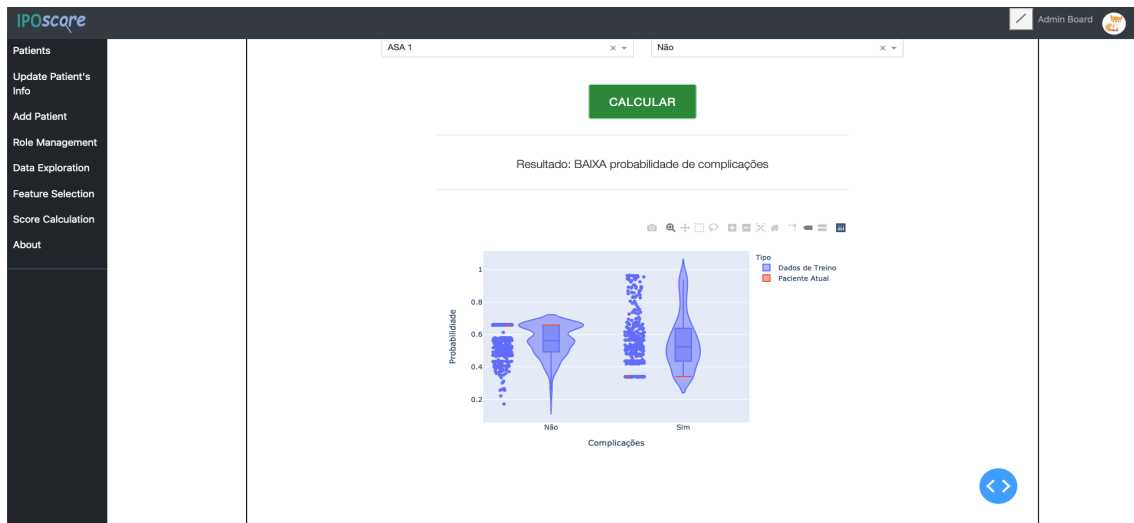 IPOscore
Admin Board
Patients
Update Patient's
Info
Add Patient
Role Management
Data Exploration
Feature Selection
Score Calculation
About
ASA 1
Não
CALCULAR
Resultado: BAIXA probabilidade de complicações
Tipo
Dados de Treino
Paciente Atual
Probabilidiade
1
0.8
0.6
0.4
0.2
Não
Sim
Complicações